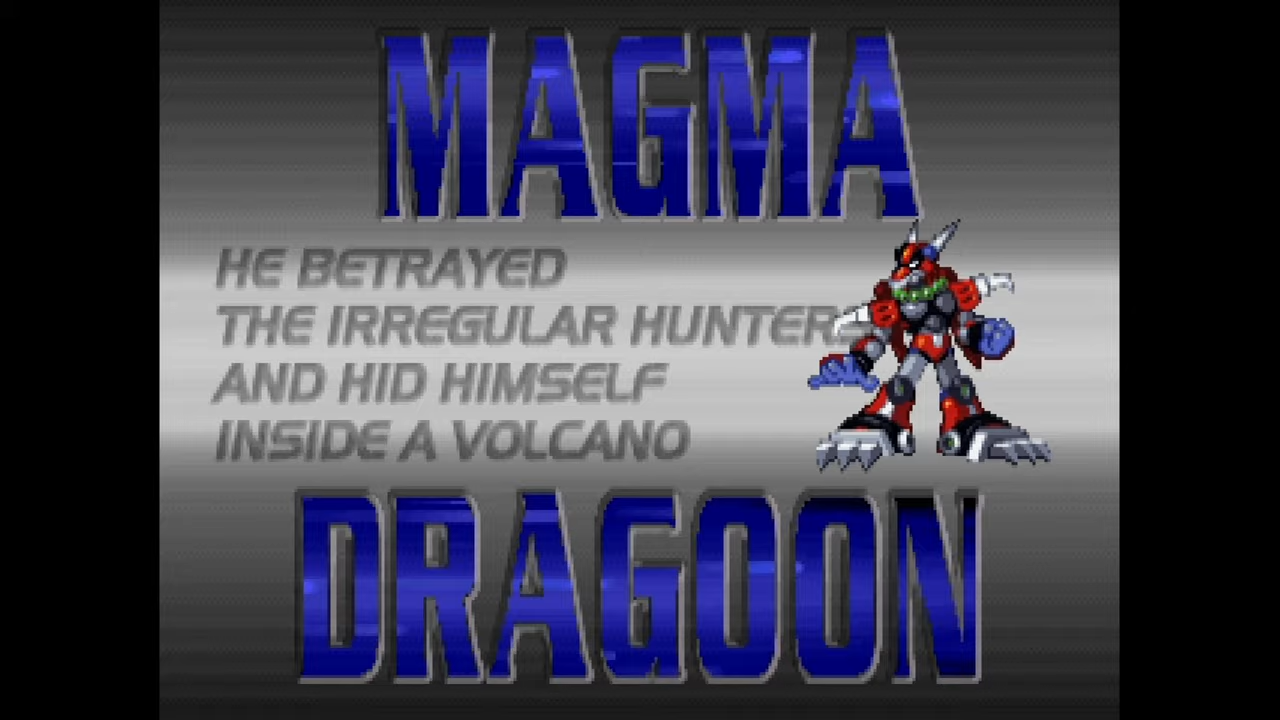 MAGMA
HE BETRAYED
THE IRREGULAR HUNTERS
AND HID HIMSELF
INSIDE A VOLCANO
DRAGOON